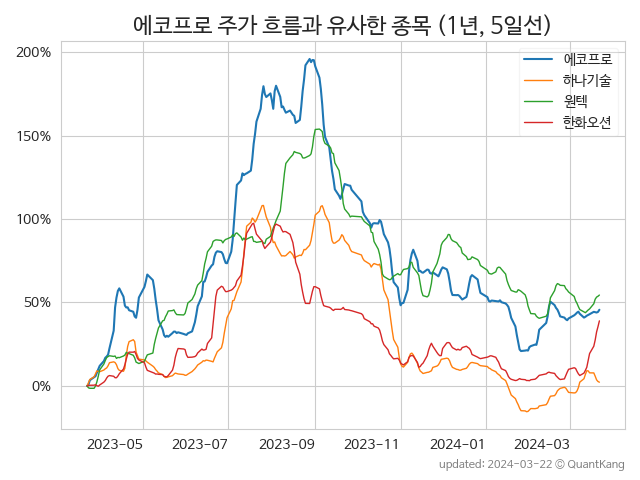 에코프로 주가 흐름과 유사한 종목 (1년, 5일선)
에코프로
하나기술
원텍
한화오션
200%
150%
100%
50%
0%
2023-05 2023-07 2023-09 2023-11 2024-01 2024-03
updated: 2024-03-22 © QuantKang